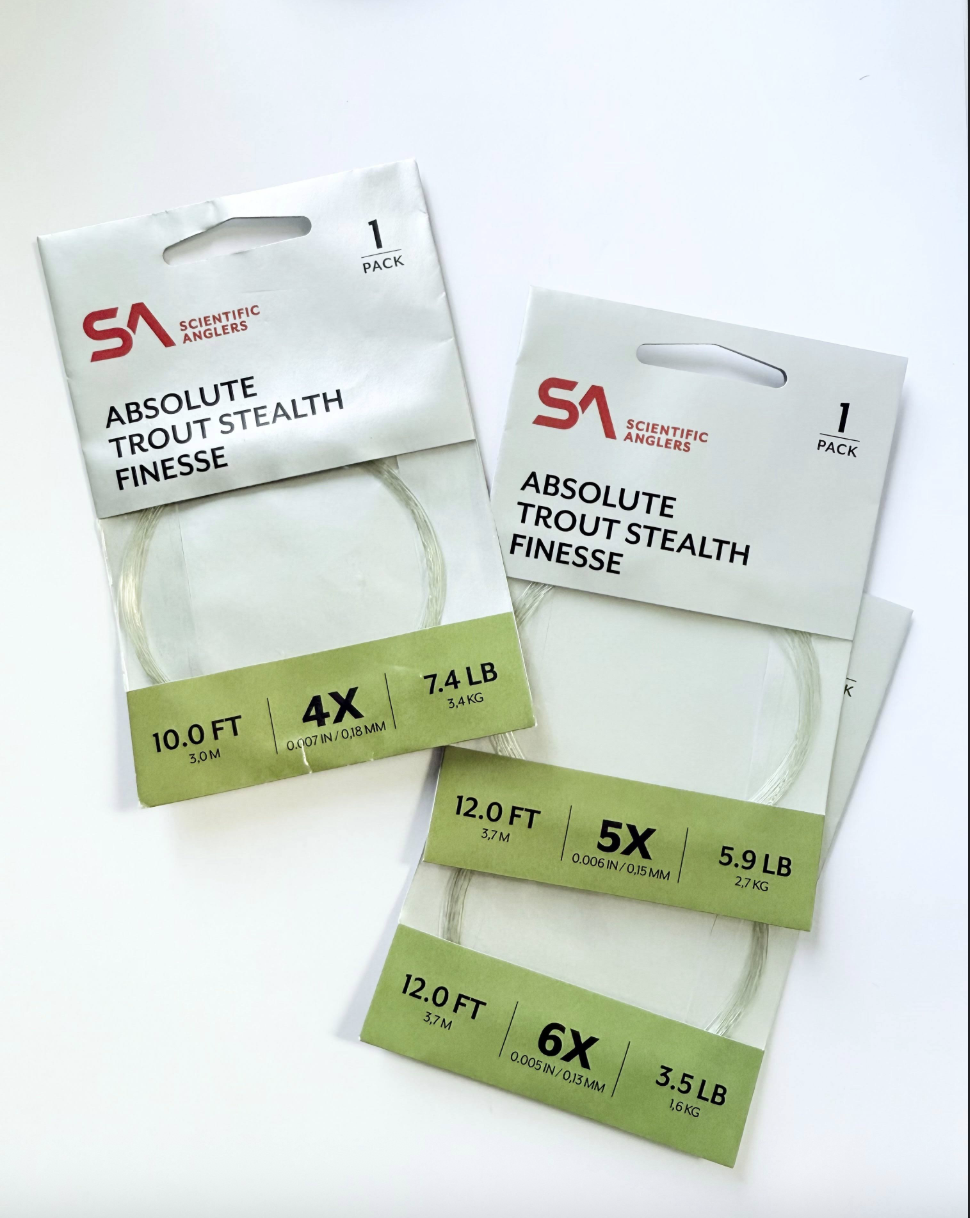 1
PACK
SA
SCIENTIFIC
ANGLERS
ABSOLUTE
TROUT STEALTH
FINESSE
10.0 FT
3,0 M
4X
0.007 IN / 0,18 MM
7.4 LB
3,4 KG
1
PACK
SA
SCIENTIFIC
ANGLERS
ABSOLUTE
TROUT STEALTH
FINESSE
12.0 FT
3,7 M
5X
0.006 IN / 0,15 MM
5.9 LB
2,7 KG
K
12.0 FT
3,7 M
6X
0.005 IN / 0,13 MM
3.5 LB
1,6 KG